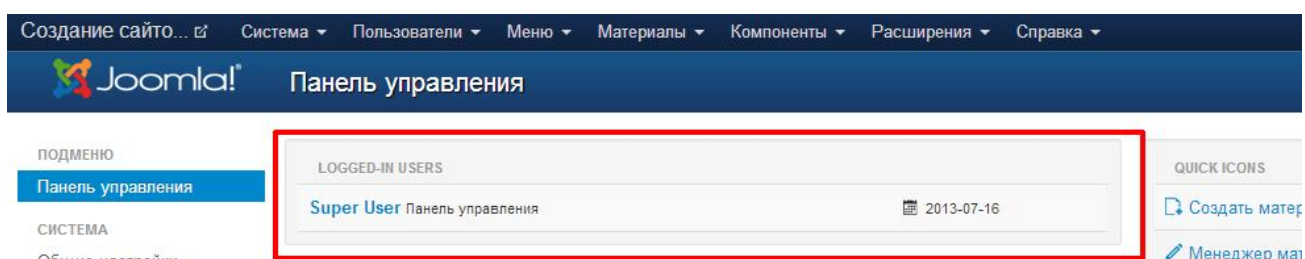 Создание сайто... Система Пользователи Меню Материалы Компоненты Расширения Справка
Joomla!® Панель управления
ПОДМЕНЮ
Панель управления
СИСТЕМА
LOGGED-IN USERS
Super User Панель управления 2013-07-16
QUICK ICONS
Создать матер
Менеджер мат